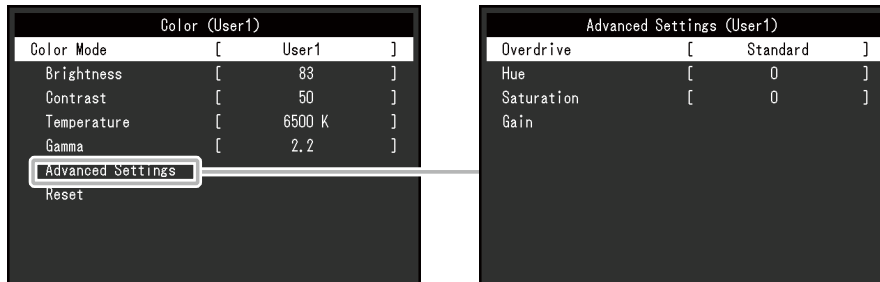 Color (User1)
Color Mode [ User1 ]
Brightness [ 83 ]
Contrast [ 50 ]
Temperature [ 6500 K ]
Gamma [ 2.2 ]
Advanced Settings
Reset
Advanced Settings (User1)
Overdrive [ Standard ]
Hue [ 0 ]
Saturation [ 0 ]
Gain